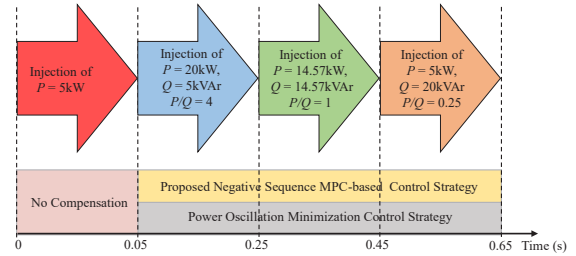 Injection of
P = 5kW
Injection of
P = 20kW,
Q = 5kVAr
P/Q = 4
Injection of
P = 14.57kW,
Q = 14.57kVAr
P/Q = 1
Injection of
P = 5kW,
Q = 20kVAr
P/Q = 0.25
No Compensation
Proposed Negative Sequence MPC-based Control Strategy
Power Oscillation Minimization Control Strategy
0 0.05 0.25 0.45 0.65 Time (s)